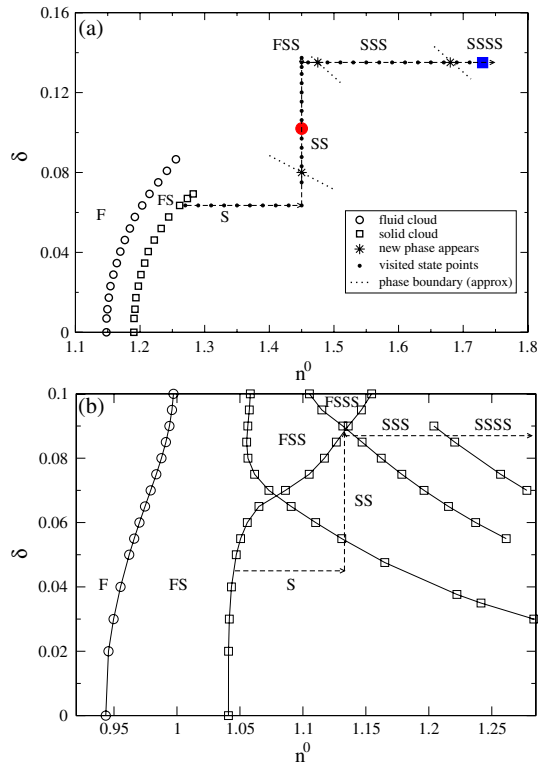 (a)
0.16
0.12
0.08
0.04
0
δ
FSS
SSS
SSSS
SS
F
FS
S
fluid cloud
solid cloud
new phase appears
visited state points
phase boundary (approx)
1.1 1.2 1.3 1.4 1.5 1.6 1.7 1.8
n⁰
(b)
0.1
0.08
0.06
0.04
0.02
0
δ
FSSS
SSS
SSSS
FSS
SS
F
FS
S
0.95 1 1.05 1.1 1.15 1.2 1.25
n⁰